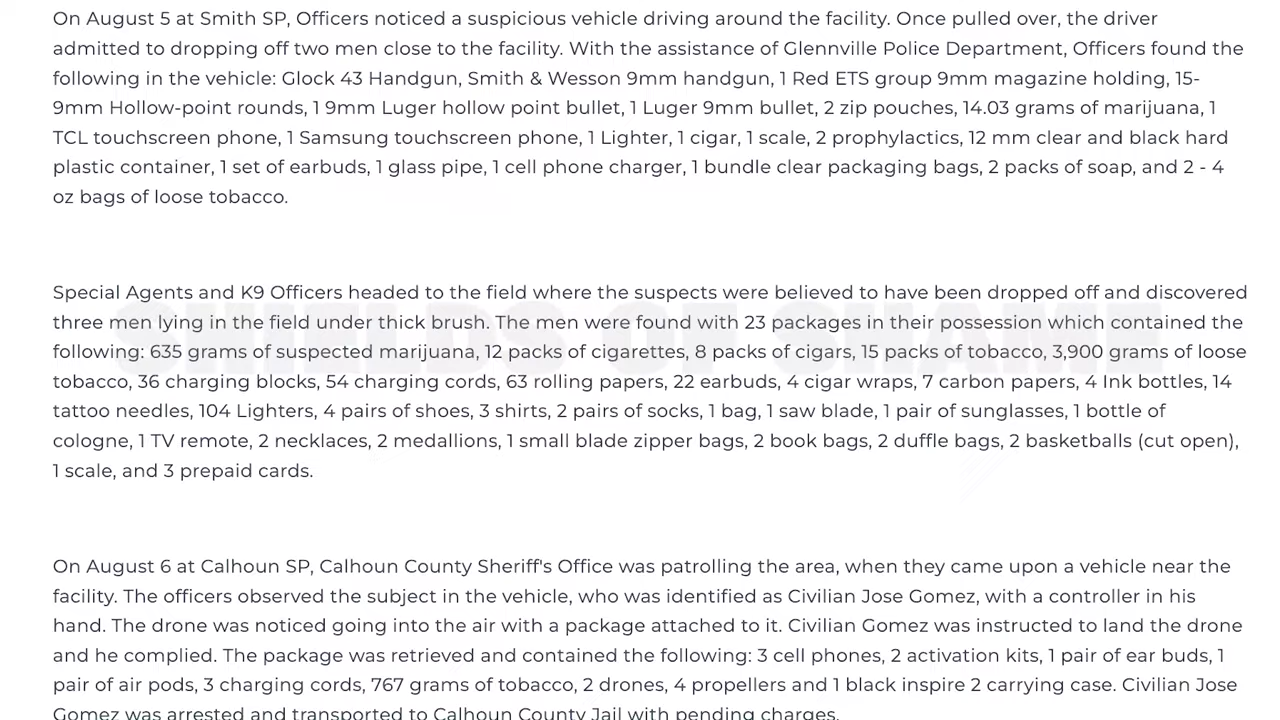 On August 5 at Smith SP, Officers noticed a suspicious vehicle driving around the facility. Once pulled over, the driver
admitted to dropping off two men close to the facility. With the assistance of Glennville Police Department, Officers found the
following in the vehicle: Glock 43 Handgun, Smith & Wesson 9mm handgun, 1 Red ETS group 9mm magazine holding, 15-
9mm Hollow-point rounds, 1 9mm Luger hollow point bullet, 1 Luger 9mm bullet, 2 zip pouches, 14.03 grams of marijuana, 1
TCL touchscreen phone, 1 Samsung touchscreen phone, 1 Lighter, 1 cigar, 1 scale, 2 prophylactics, 12 mm clear and black hard
plastic container, 1 set of earbuds, 1 glass pipe, 1 cell phone charger, 1 bundle clear packaging bags, 2 packs of soap, and 2 - 4
oz bags of loose tobacco.
Special Agents and K9 Officers headed to the field where the suspects were believed to have been dropped off and discovered
three men lying in the field under thick brush. The men were found with 23 packages in their possession which contained the
SHIELDS OF SHAME
following: 635 grams of suspected marijuana, 12 packs of cigarettes, 8 packs of cigars, 15 packs of tobacco, 3,900 grams of loose
tobacco, 36 charging blocks, 54 charging cords, 63 rolling papers, 22 earbuds, 4 cigar wraps, 7 carbon papers, 4 Ink bottles, 14
tattoo needles, 104 Lighters, 4 pairs of shoes, 3 shirts, 2 pairs of socks, 1 bag, 1 saw blade, 1 pair of sunglasses, 1 bottle of
cologne, 1 TV remote, 2 necklaces, 2 medallions, 1 small blade zipper bags, 2 book bags, 2 duffle bags, 2 basketballs (cut open),
1 scale, and 3 prepaid cards.
On August 6 at Calhoun SP, Calhoun County Sheriff's Office was patrolling the area, when they came upon a vehicle near the
facility. The officers observed the subject in the vehicle, who was identified as Civilian Jose Gomez, with a controller in his
hand. The drone was noticed going into the air with a package attached to it. Civilian Gomez was instructed to land the drone
and he complied. The package was retrieved and contained the following: 3 cell phones, 2 activation kits, 1 pair of ear buds, 1
pair of air pods, 3 charging cords, 767 grams of tobacco, 2 drones, 4 propellers and 1 black inspire 2 carrying case. Civilian Jose
Gomez was arrested and transported to Calhoun County Jail with pending charges.